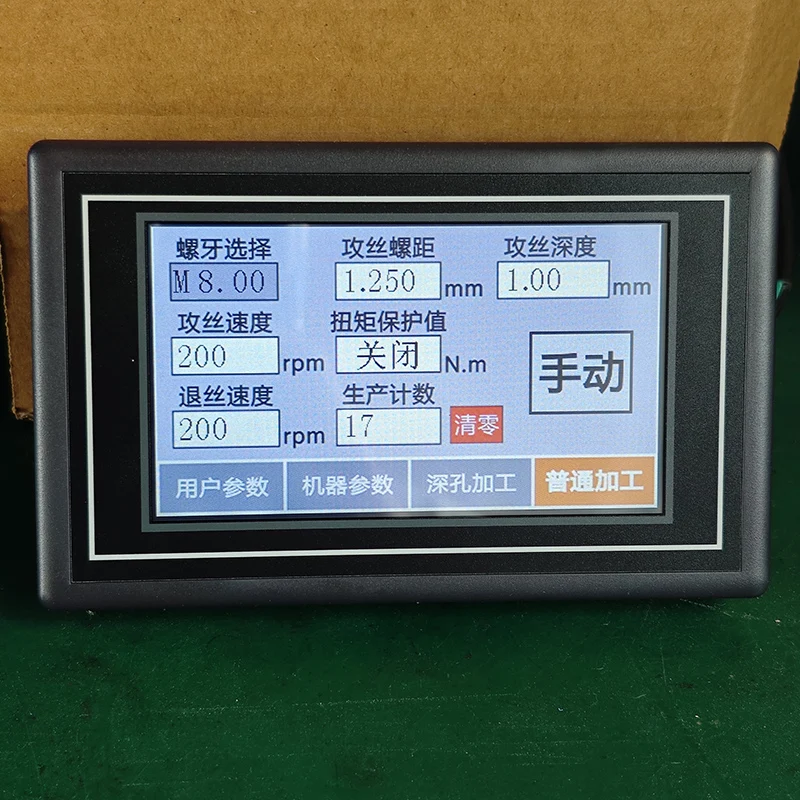 螺牙选择 攻丝螺距 攻丝深度
M8.00 1.250 mm 1.00 mm
攻丝速度 扭矩保护值
200 rpm 关闭 N.m 手动
退丝速度 生产计数
200 rpm 17 清零
用户参数 机器参数 深孔加工 普通加工